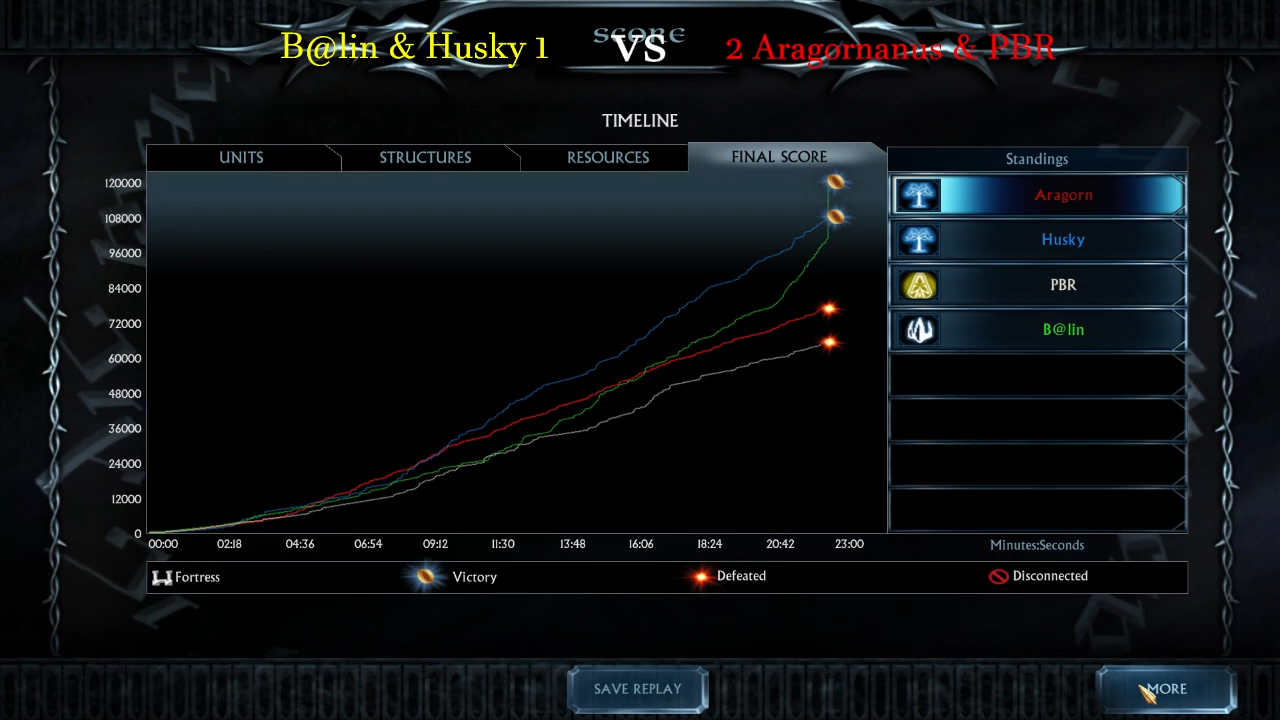 SCORE
B@lin & Husky 1 VS 2 Aragornanus & PBR
TIMELINE
UNITS STRUCTURES RESOURCES FINAL SCORE Standings
120000
108000
96000
84000
72000
60000
48000
36000
24000
12000
0
00:00 02:18 04:36 06:54 09:12 11:30 13:48 16:06 18:24 20:42 23:00
Aragorn
Husky
PBR
B@lin
Minutes:Seconds
Fortress Victory Defeated Disconnected
SAVE REPLAY MORE